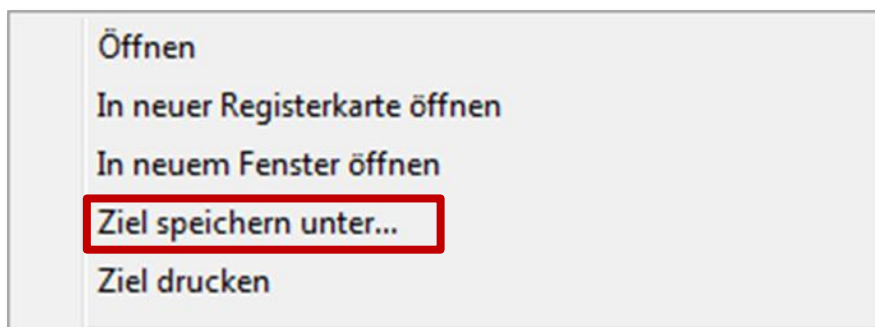 Öffnen
In neuer Registerkarte öffnen
In neuem Fenster öffnen
Ziel speichern unter...
Ziel drucken